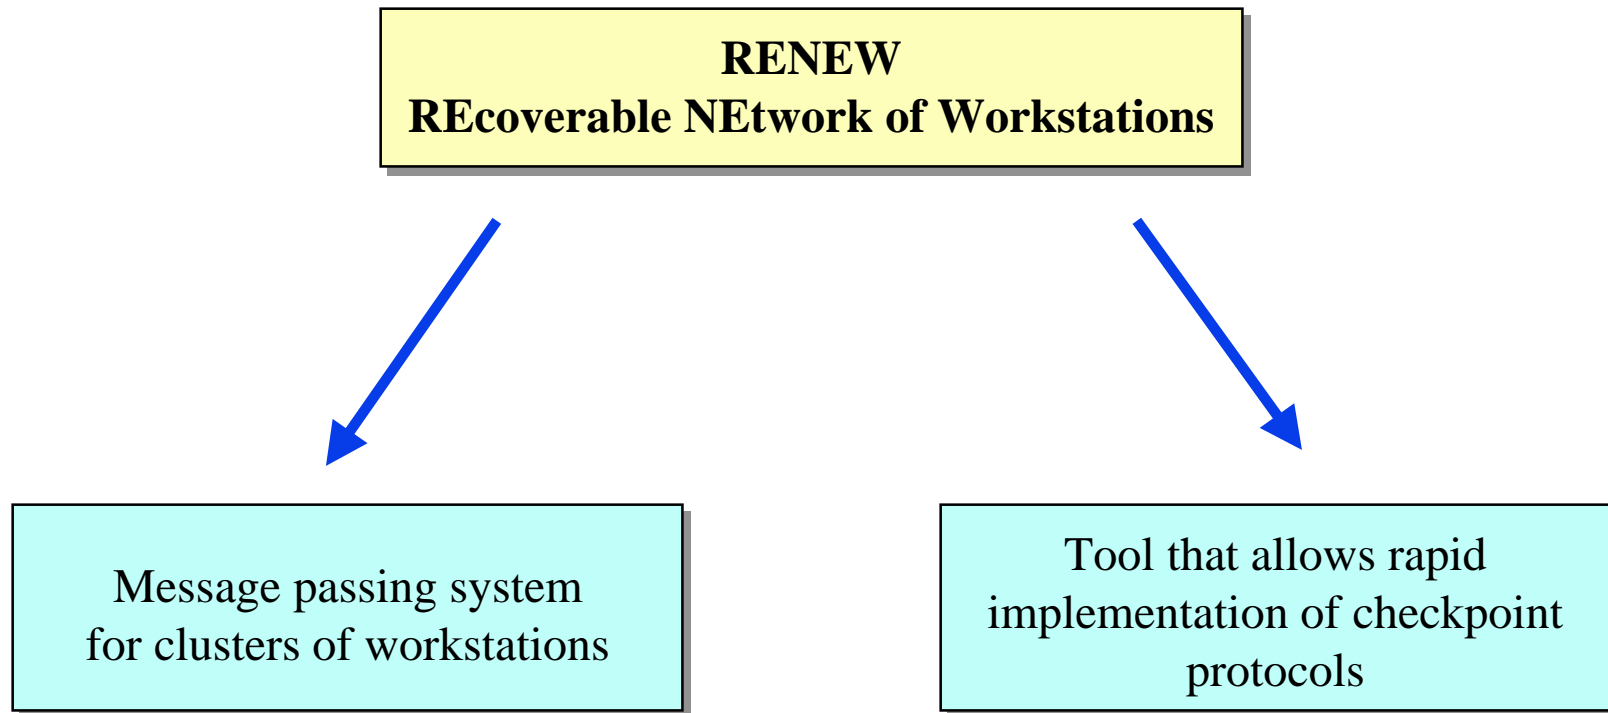 RENEW
REcoverable NEtwork of Workstations
Message passing system
for clusters of workstations
Tool that allows rapid
implementation of checkpoint
protocols